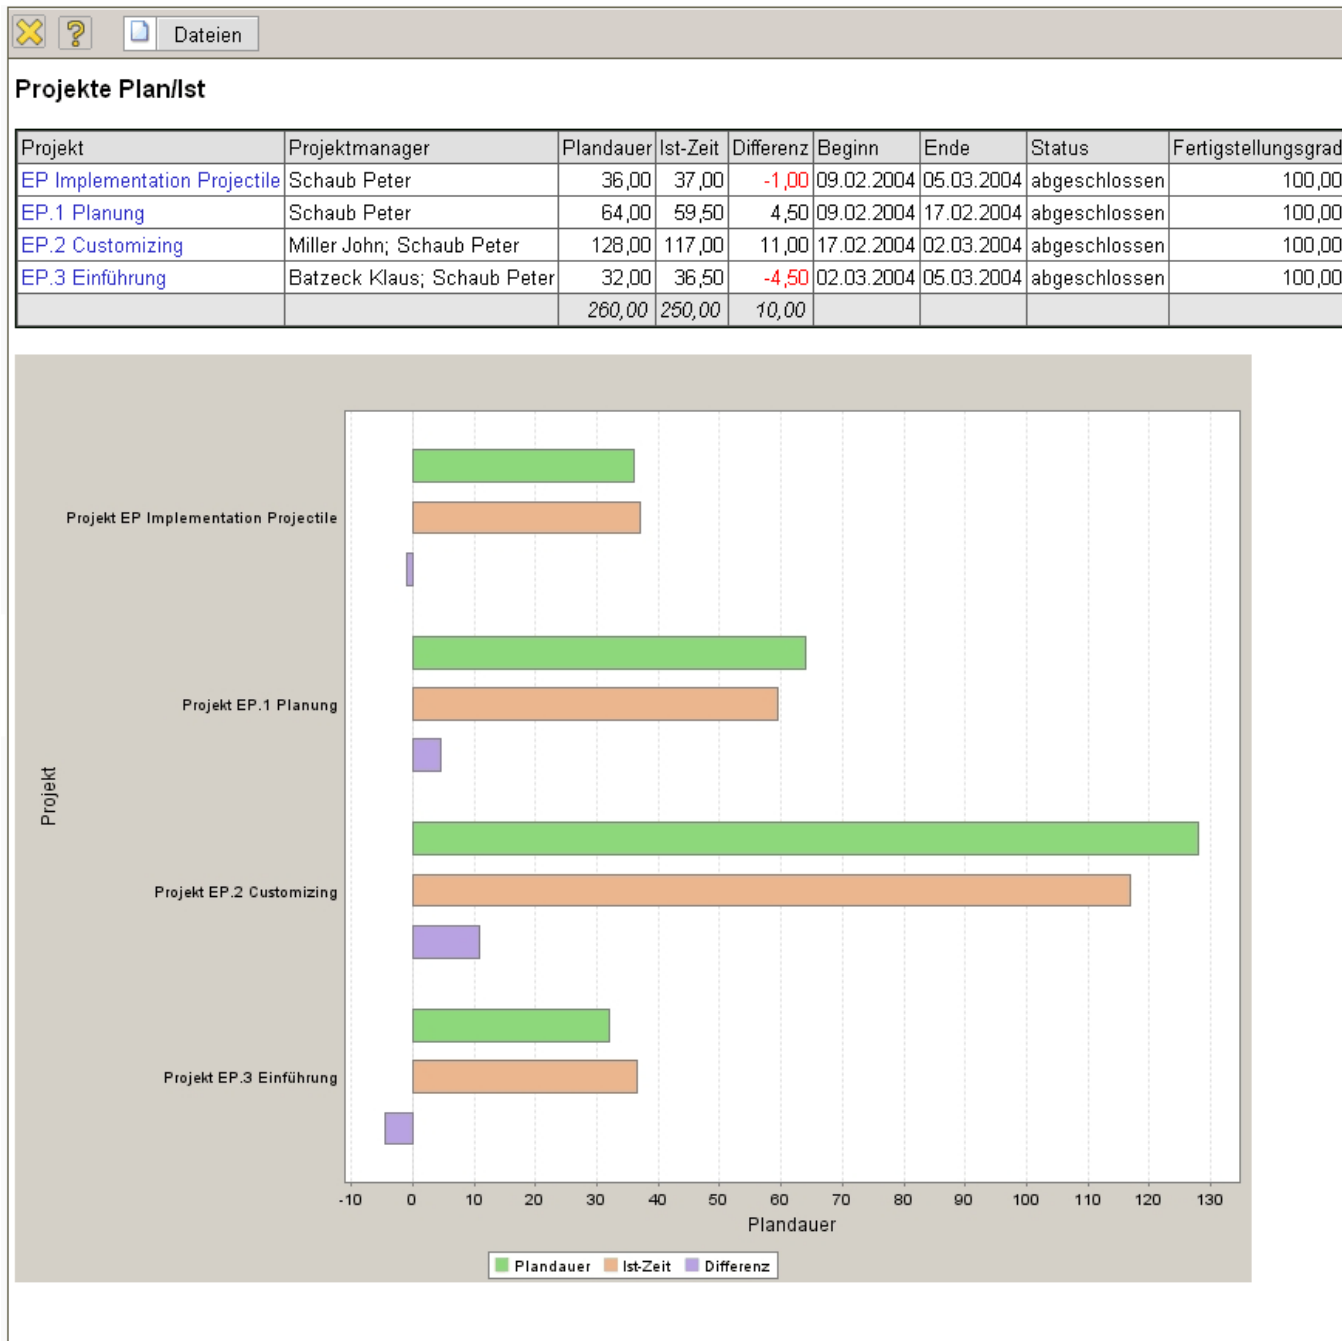 Dateien
Projekte Plan/Ist
Projekt Projektmanager Plandauer Ist-Zeit Differenz Beginn Ende Status Fertigstellungsgrad
EP Implementation Projectile Schaub Peter 36,00 37,00 -1,00 09.02.2004 05.03.2004 abgeschlossen 100,00
EP.1 Planung Schaub Peter 64,00 59,50 4,50 09.02.2004 17.02.2004 abgeschlossen 100,00
EP.2 Customizing Miller John; Schaub Peter 128,00 117,00 11,00 17.02.2004 02.03.2004 abgeschlossen 100,00
EP.3 Einführung Batzeck Klaus; Schaub Peter 32,00 36,50 -4,50 02.03.2004 05.03.2004 abgeschlossen 100,00
260,00 250,00 10,00
Projekt EP Implementation Projectile
Projekt EP.1 Planung
Projekt
Projekt EP.2 Customizing
Projekt EP.3 Einführung
-10 0 10 20 30 40 50 60 70 80 90 100 110 120 130
Plandauer
Plandauer Ist-Zeit Differenz